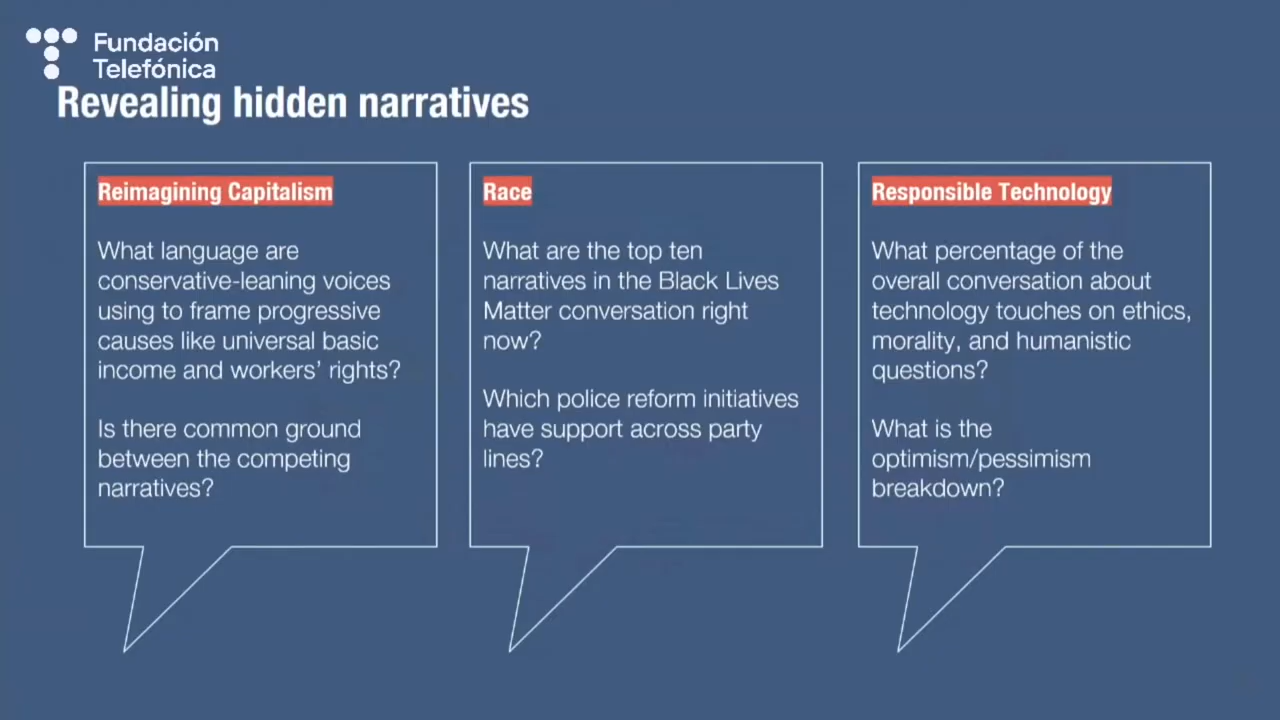 Fundación
Telefónica
Revealing hidden narratives
Reimagining Capitalism
What language are
conservative-leaning voices
using to frame progressive
causes like universal basic
income and workers’ rights?
Is there common ground
between the competing
narratives?
Race
What are the top ten
narratives in the Black Lives
Matter conversation right
now?
Which police reform initiatives
have support across party
lines?
Responsible Technology
What percentage of the
overall conversation about
technology touches on ethics,
morality, and humanistic
questions?
What is the
optimism/pessimism
breakdown?